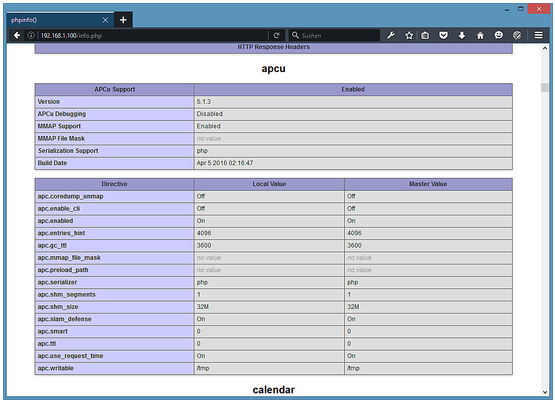 phpinfo()
192.168.1.100/info.php
Suchen
HTTP Response Headers
apcu
APCu Support Enabled
Version 5.1.3
APCu Debugging Disabled
MMAP Support Enabled
MMAP File Mask no value
Serialization Support php
Build Date Apr 5 2016 02:16:47
Directive Local Value Master Value
apc.coredump_unmap Off Off
apc.enable_cli Off Off
apc.enabled On On
apc.entries_hint 4096 4096
apc.gc_ttl 3600 3600
apc.mmap_file_mask no value no value
apc.preload_path no value no value
apc.serializer php php
apc.shm_segments 1 1
apc.shm_size 32M 32M
apc.slam_defense On On
apc.smart 0 0
apc.ttl 0 0
apc.use_request_time On On
apc.writable /tmp /tmp
calendar